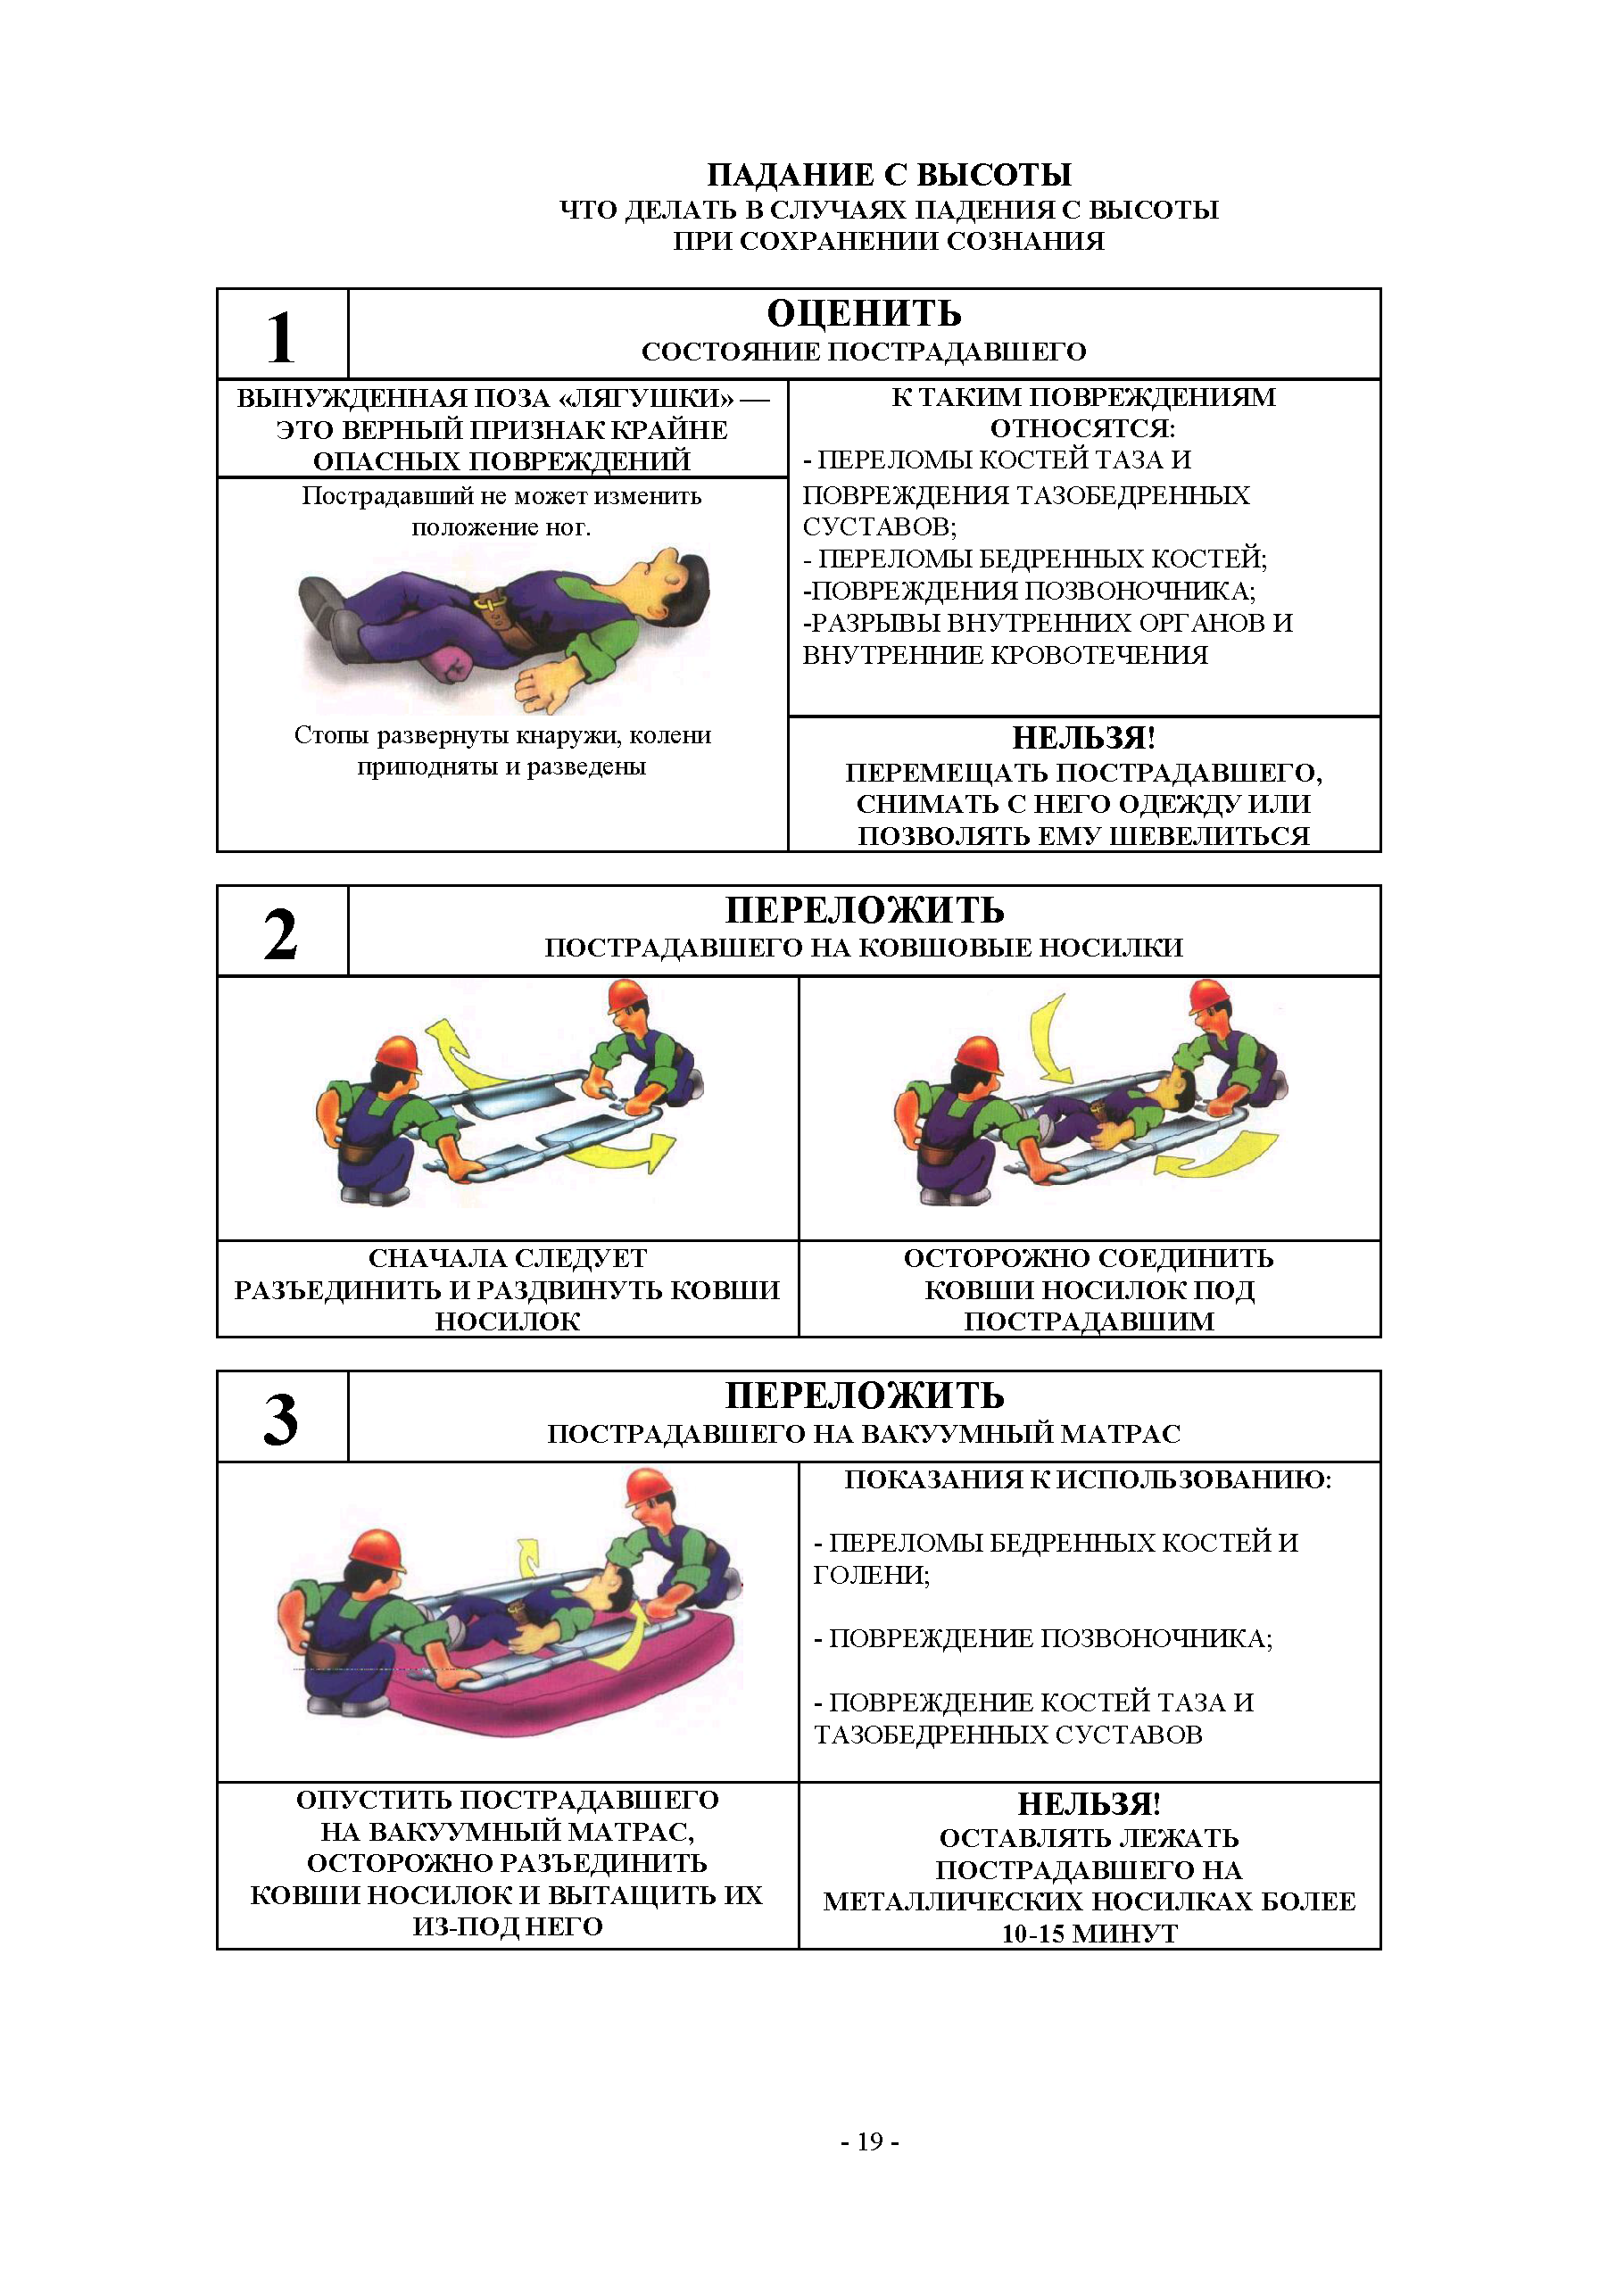 ПАДАНИЕ С ВЫСОТЫ
ЧТО ДЕЛАТЬ В СЛУЧАЯХ ПАДЕНИЯ С ВЫСОТЫ
ПРИ СОХРАНЕНИИ СОЗНАНИЯ
1
ОЦЕНИТЬ
СОСТОЯНИЕ ПОСТРАДАВШЕГО
ВЫНУЖДЕННАЯ ПОЗА «ЛЯГУШКИ» —
ЭТО ВЕРНЫЙ ПРИЗНАК КРАЙНЕ
ОПАСНЫХ ПОВРЕЖДЕНИЙ
Пострадавший не может изменить
положение ног.
Стопы развернуты кнаружи, колени
приподняты и разведены
К ТАКИМ ПОВРЕЖДЕНИЯМ
ОТНОСЯТСЯ:
- ПЕРЕЛОМЫ КОСТЕЙ ТАЗА И
ПОВРЕЖДЕНИЯ ТАЗОБЕДРЕННЫХ
СУСТАВОВ;
- ПЕРЕЛОМЫ БЕДРЕННЫХ КОСТЕЙ;
-ПОВРЕЖДЕНИЯ ПОЗВОНОЧНИКА;
-РАЗРЫВЫ ВНУТРЕННИХ ОРГАНОВ И
ВНУТРЕННИЕ КРОВОТЕЧЕНИЯ
НЕЛЬЗЯ!
ПЕРЕМЕЩАТЬ ПОСТРАДАВШЕГО,
СНИМАТЬ С НЕГО ОДЕЖДУ ИЛИ
ПОЗВОЛЯТЬ ЕМУ ШЕВЕЛИТЬСЯ
2
ПЕРЕЛОЖИТЬ
ПОСТРАДАВШЕГО НА КОВШОВЫЕ НОСИЛКИ
СНАЧАЛА СЛЕДУЕТ
РАЗЪЕДИНИТЬ И РАЗДВИНУТЬ КОВШИ
НОСИЛОК
ОСТОРОЖНО СОЕДИНИТЬ
КОВШИ НОСИЛОК ПОД
ПОСТРАДАВШИМ
3
ПЕРЕЛОЖИТЬ
ПОСТРАДАВШЕГО НА ВАКУУМНЫЙ МАТРАС
ПОКАЗАНИЯ К ИСПОЛЬЗОВАНИЮ:
- ПЕРЕЛОМЫ БЕДРЕННЫХ КОСТЕЙ И
ГОЛЕНИ;
- ПОВРЕЖДЕНИЕ ПОЗВОНОЧНИКА;
- ПОВРЕЖДЕНИЕ КОСТЕЙ ТАЗА И
ТАЗОБЕДРЕННЫХ СУСТАВОВ
ОПУСТИТЬ ПОСТРАДАВШЕГО
НА ВАКУУМНЫЙ МАТРАС,
ОСТОРОЖНО РАЗЪЕДИНИТЬ
КОВШИ НОСИЛОК И ВЫТАЩИТЬ ИХ
ИЗ-ПОД НЕГО
НЕЛЬЗЯ!
ОСТАВЛЯТЬ ЛЕЖАТЬ
ПОСТРАДАВШЕГО НА
МЕТАЛЛИЧЕСКИХ НОСИЛКАХ БОЛЕЕ
10-15 МИНУТ
- 19 -